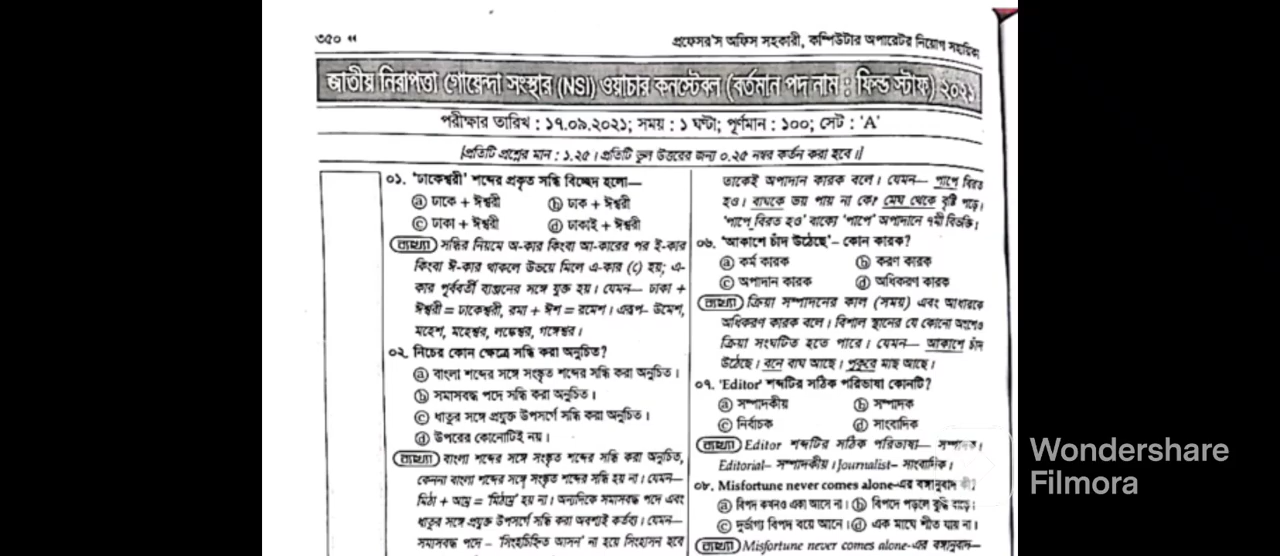 ৩৫০ “
প্রফেসর'স অফিস সহকারী, কম্পিউটার অপারেটর নিয়োগ সহায়িকা
জাতীয় নিরাপত্তা গোয়েন্দা সংস্থার (NSI) ওয়াচার কনস্টেবল (বর্তমান পদ নাম : ফিল্ড স্টাফ) ২০২১
পরীক্ষার তারিখ : ১৭.০৯.২০২১; সময় : ১ ঘণ্টা; পূর্ণমান : ১০০; সেট : 'A'
[প্রতিটি প্রশ্নের মান : ১.২৫। প্রতিটি ভুল উত্তরের জন্য ০.২৫ নম্বর কর্তন করা হবে।]
০১. 'ঢাকেশ্বরী' শব্দের প্রকৃত সন্ধি বিচ্ছেদ হলো—
ⓐ ঢাকে + ঈশ্বরী ⓑ ঢাক + ঈশ্বরী
ⓒ ঢাকা + ঈশ্বরী ⓓ ঢাকাই + ঈশ্বরী
ব্যাখ্যা সন্ধির নিয়মে অ-কার কিংবা আ-কারের পর ই-কার
কিংবা ঈ-কার থাকলে উভয়ে মিলে এ-কার (ে) হয়; এ-
কার পূর্ববর্তী ব্যঞ্জনের সঙ্গে যুক্ত হয়। যেমন— ঢাকা +
ঈশ্বরী = ঢাকেশ্বরী, রমা + ঈশ = রমেশ। এরূপ- উমেশ,
মহেশ, মহেশ্বর, লঙ্কেশ্বর, গঙ্গেশ্বর।
০২. নিচের কোন ক্ষেত্রে সন্ধি করা অনুচিত?
ⓐ বাংলা শব্দের সঙ্গে সংস্কৃত শব্দের সন্ধি করা অনুচিত।
ⓑ সমাসবদ্ধ পদে সন্ধি করা অনুচিত।
ⓒ ধাতুর সঙ্গে প্রযুক্ত উপসর্গে সন্ধি করা অনুচিত।
ⓓ উপরের কোনোটিই নয়।
ব্যাখ্যা বাংলা শব্দের সঙ্গে সংস্কৃত শব্দের সন্ধি করা অনুচিত,
কেননা বাংলা শব্দের সঙ্গে সংস্কৃত শব্দের সন্ধি হয় না। যেমন—
মিঠা + অম্ল = 'মিঠাম্ল' হয় না। অন্যদিকে সমাসবদ্ধ পদে এবং
ধাতুর সঙ্গে প্রযুক্ত উপসর্গে সন্ধি করা অবশ্যই কর্তব্য। যেমন—
সমাসবদ্ধ পদে – 'সিংহচিহ্নিত আসন' না হয়ে সিংহাসন হবে
তাকেই অপাদান কারক বলে। যেমন— পাপে বিরত
হও। বাঘকে ভয় পায় না কে? মেঘ থেকে বৃষ্টি পড়ে।
'পাপে বিরত হও' বাক্যে 'পাপে' অপাদানে ৭মী বিভক্তি।
০৬. 'আকাশে চাঁদ উঠেছে'– কোন কারক?
ⓐ কর্ম কারক ⓑ করণ কারক
ⓒ অপাদান কারক ⓓ অধিকরণ কারক
ব্যাখ্যা ক্রিয়া সম্পাদনের কাল (সময়) এবং আধারকে
অধিকরণ কারক বলে। বিশাল স্থানের যে কোনো অংশেও
ক্রিয়া সংঘটিত হতে পারে। যেমন— আকাশে চাঁদ
উঠেছে। বনে বাঘ আছে। পুকুরে মাছ আছে।
০৭. 'Editor' শব্দটির সঠিক পরিভাষা কোনটি?
ⓐ সম্পাদকীয় ⓑ সম্পাদক
ⓒ নির্বাচক ⓓ সাংবাদিক
ব্যাখ্যা Editor শব্দটির সঠিক পরিভাষা— সম্পাদক।
Editorial– সম্পাদকীয়। Journalist– সাংবাদিক।
০৮. Misfortune never comes alone-এর বঙ্গানুবাদ কী?
ⓐ বিপদ কখনও একা আসে না। ⓑ বিপদে পড়লে বুদ্ধি বাড়ে।
ⓒ দুর্ভাগ্য বিপদ বয়ে আনে। ⓓ এক মাঘে শীত যায় না।
ব্যাখ্যা Misfortune never comes alone-এর বঙ্গানুবাদ—
Wondershare
Filmora